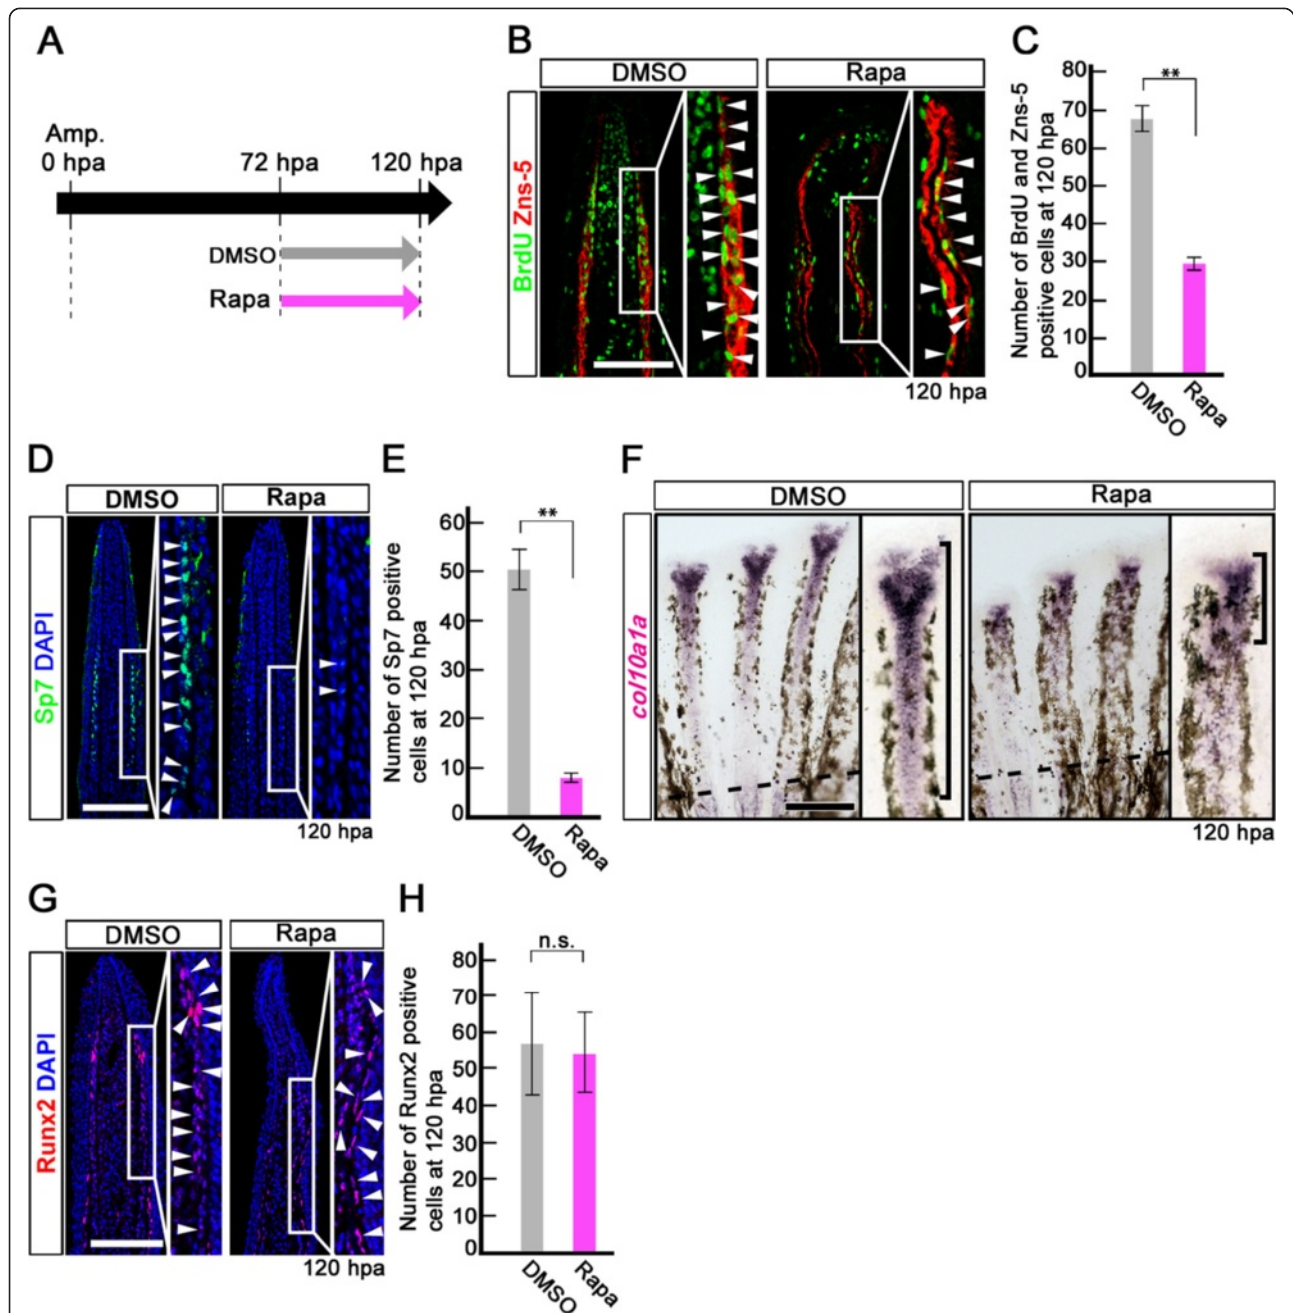 A
Amp.
0 hpa
72 hpa
120 hpa
DMSO
Rapa
B
DMSO
Rapa
BrdU Zns-5
120 hpa
C
Number of BrdU and Zns-5
positive cells at 120 hpa
80
70
60
50
40
30
20
10
0
**
DMSO
Rapa
D
DMSO
Rapa
Sp7 DAPI
120 hpa
E
Number of Sp7 positive
cells at 120 hpa
60
50
40
30
20
10
0
**
DMSO
Rapa
F
DMSO
Rapa
col10a1a
120 hpa
G
DMSO
Rapa
Runx2 DAPI
120 hpa
H
Number of Runx2 positive
cells at 120 hpa
80
70
60
50
40
30
20
10
0
n.s.
DMSO
Rapa